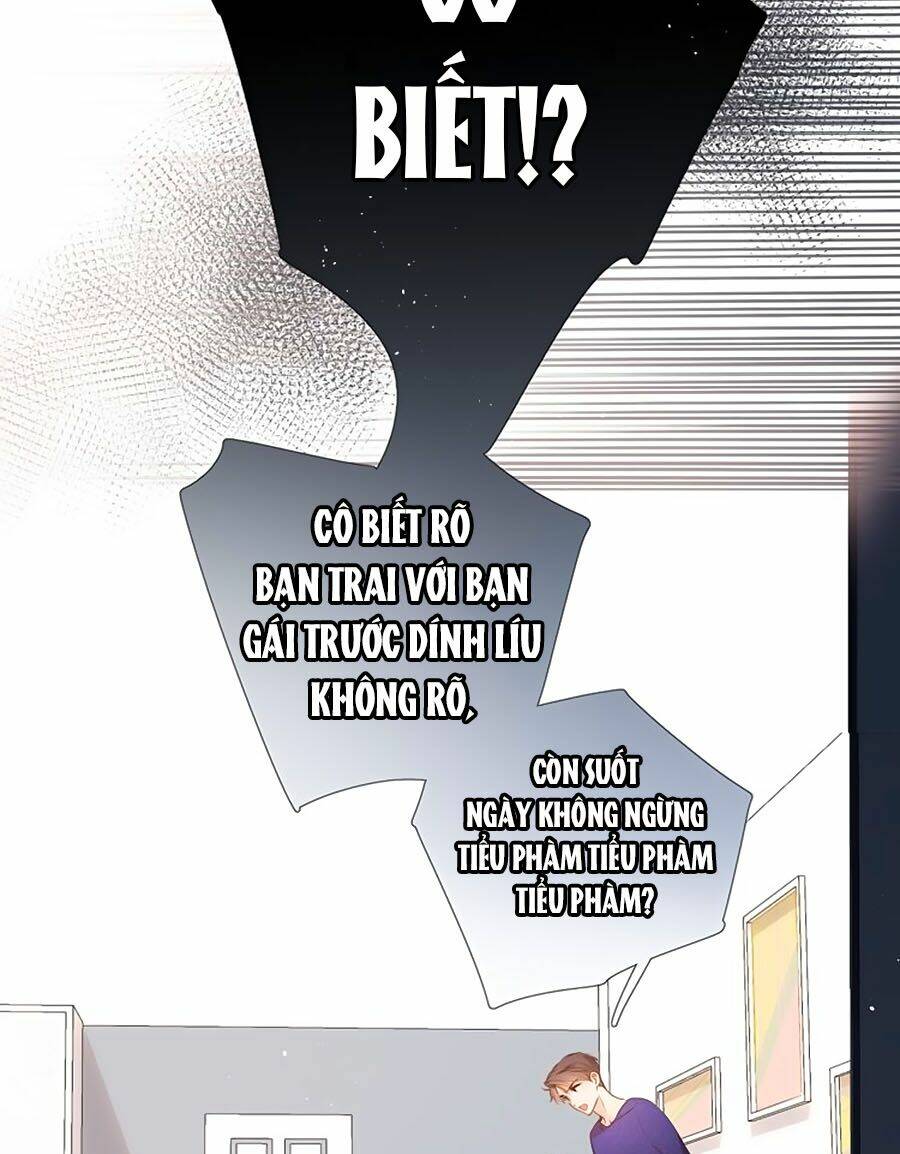 BIẾT!?
CÔ BIẾT RÕ
BẠN TRAI VỚI BẠN
GÁI TRƯỚC DÍNH LÍU
KHÔNG RÕ,
CÒN SUỐT
NGÀY KHÔNG NGỪNG
TIỂU PHÀM TIỂU PHÀM
TIỂU PHÀM?